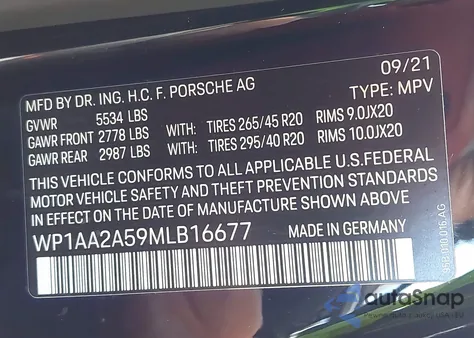 09/21
MFD BY DR. ING. H.C. F. PORSCHE AG
TYPE: MPV
GVWR 5534 LBS
GAWR FRONT 2778 LBS WITH: TIRES 265/45 R20 RIMS 9.0JX20
GAWR REAR 2987 LBS WITH: TIRES 295/40 R20 RIMS 10.0JX20
THIS VEHICLE CONFORMS TO ALL APPLICABLE U.S.FEDERAL
MOTOR VEHICLE SAFETY AND THEFT PREVENTION STANDARDS
IN EFFECT ON THE DATE OF MANUFACTURE SHOWN ABOVE
WP1AA2A59MLB16677 MADE IN GERMANY
autoSnap